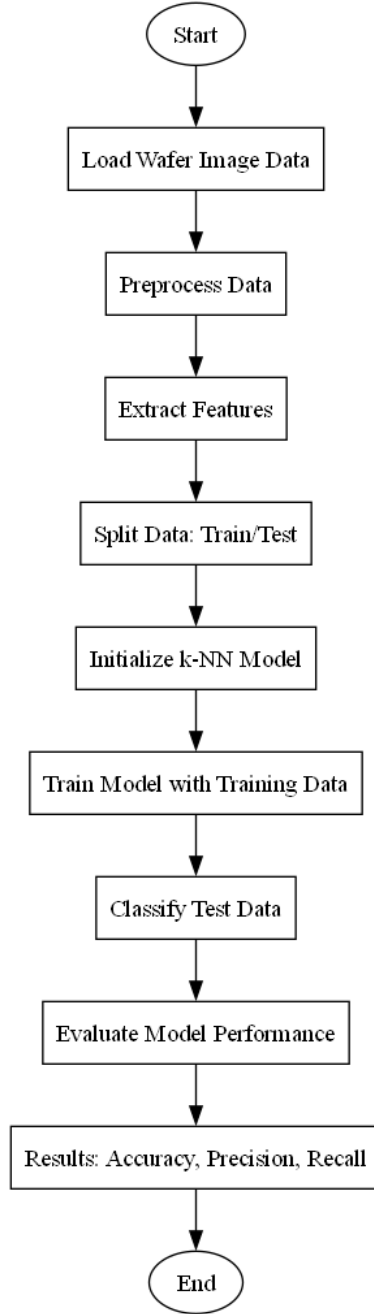 Start
Load Wafer Image Data
Preprocess Data
Extract Features
Split Data: Train/Test
Initialize k-NN Model
Train Model with Training Data
Classify Test Data
Evaluate Model Performance
Results: Accuracy, Precision, Recall
End